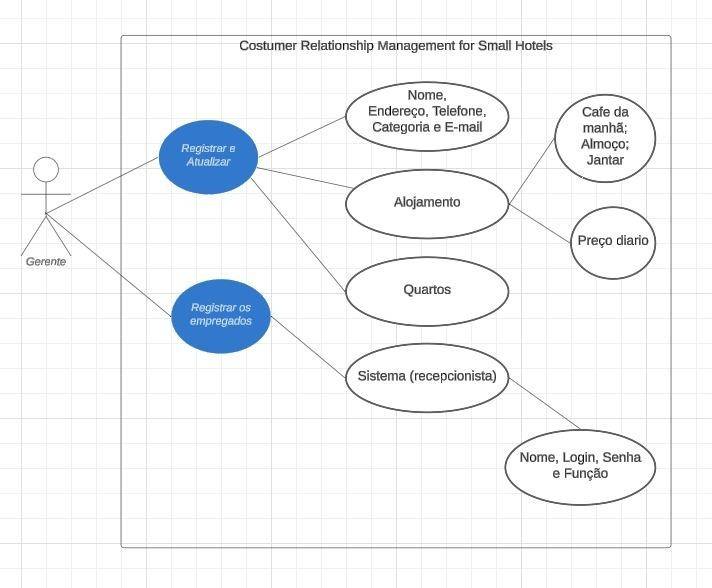 Costumer Relationship Management for Small Hotels
Nome,
Endereço, Telefone,
Categoria e E-mail
Cafe da
manhã;
Almoço;
Jantar
Registrar e
Atualizar
Alojamento
Preço diario
Gerente
Quartos
Registrar os
empregados
Sistema (recepcionista)
Nome, Login, Senha
e Função